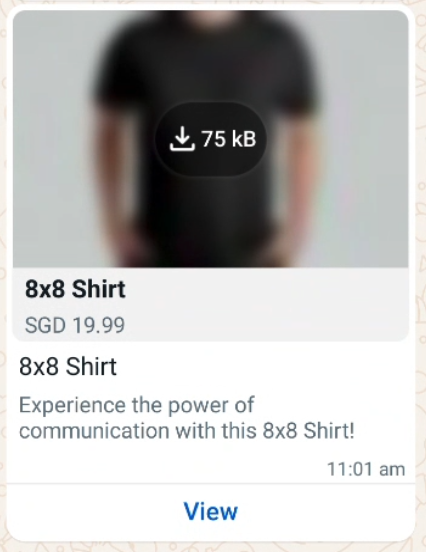 75 kB
8x8 Shirt
SGD 19.99
8x8 Shirt
Experience the power of
communication with this 8x8 Shirt!
11:01 am
View